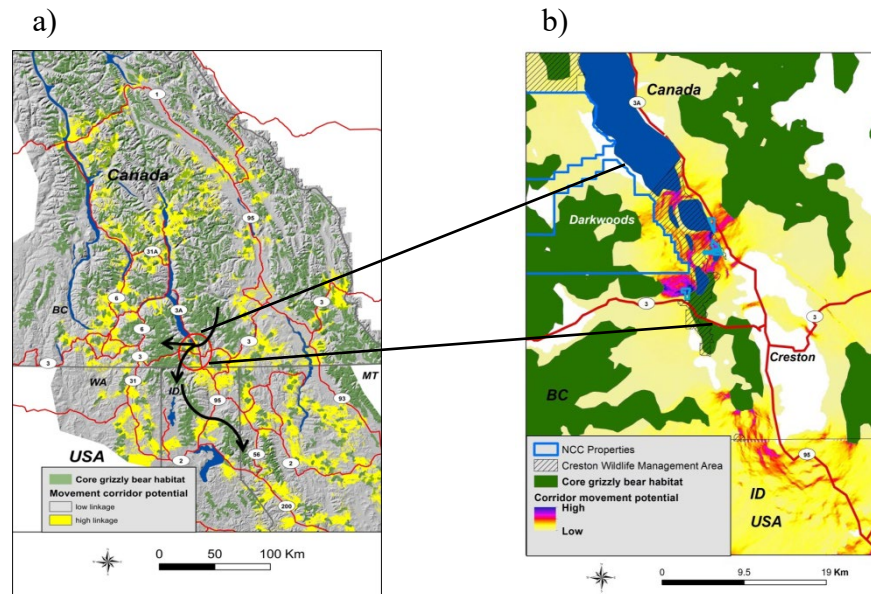 a)
1
Canada
95
31A
6
3A
3
BC
6
3
3
3
3
WA
31
ID
MT
95
93
USA
2
56
2
200
Core grizzly bear habitat
Movement corridor potential
low linkage
high linkage
0 50 100 Km
b)
Canada
3A
Darkwoods
3
3
Creston
BC
NCC Properties
Creston Wildlife Management Area
Core grizzly bear habitat
Corridor movement potential
High
Low
95
ID
USA
0 9.5 19 Km